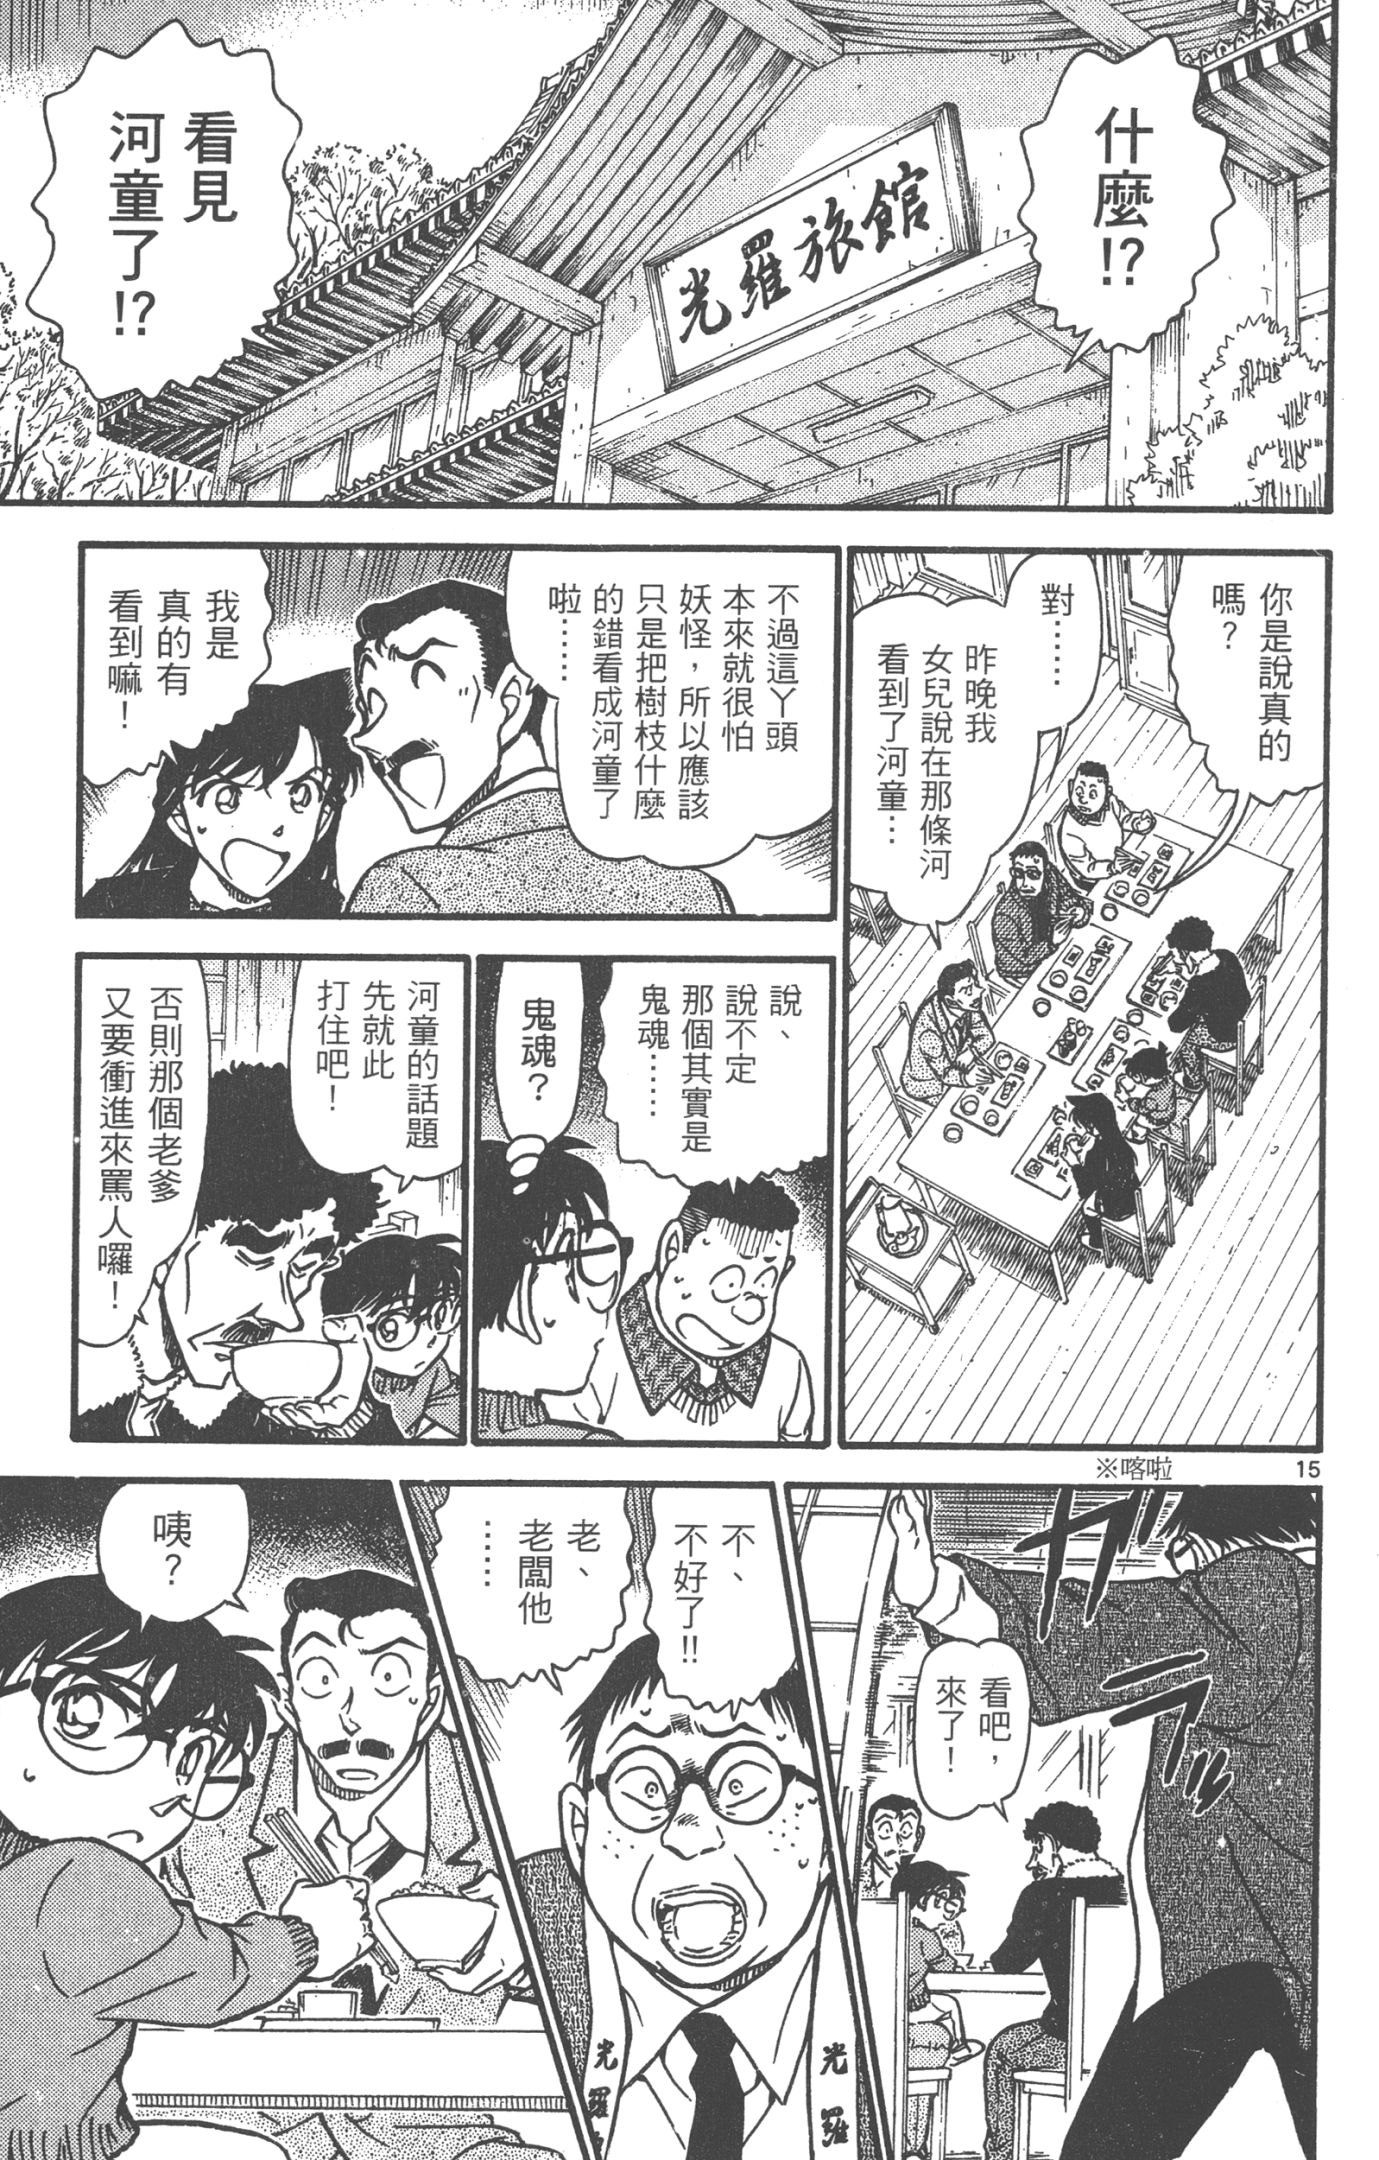 什麼!?
光羅旅館
看見
河童了!?
你是說真的
嗎？
對……
昨晚我
女兒說在那條河
看到了河童…
不過這丫頭
本來就很怕
妖怪，所以應該
只是把樹枝什麼
的錯看成河童了
啦……
我是
真的有
看到嘛！
說、
說不定
那個其實是
鬼魂……
鬼魂？
河童的話題
先就此
打住吧！
否則那個老爹
又要衝進來罵人囉！
15
※喀啦
看吧，
來了！
不、
不好了!!
老、
老闆他
……
光羅
光羅
咦？